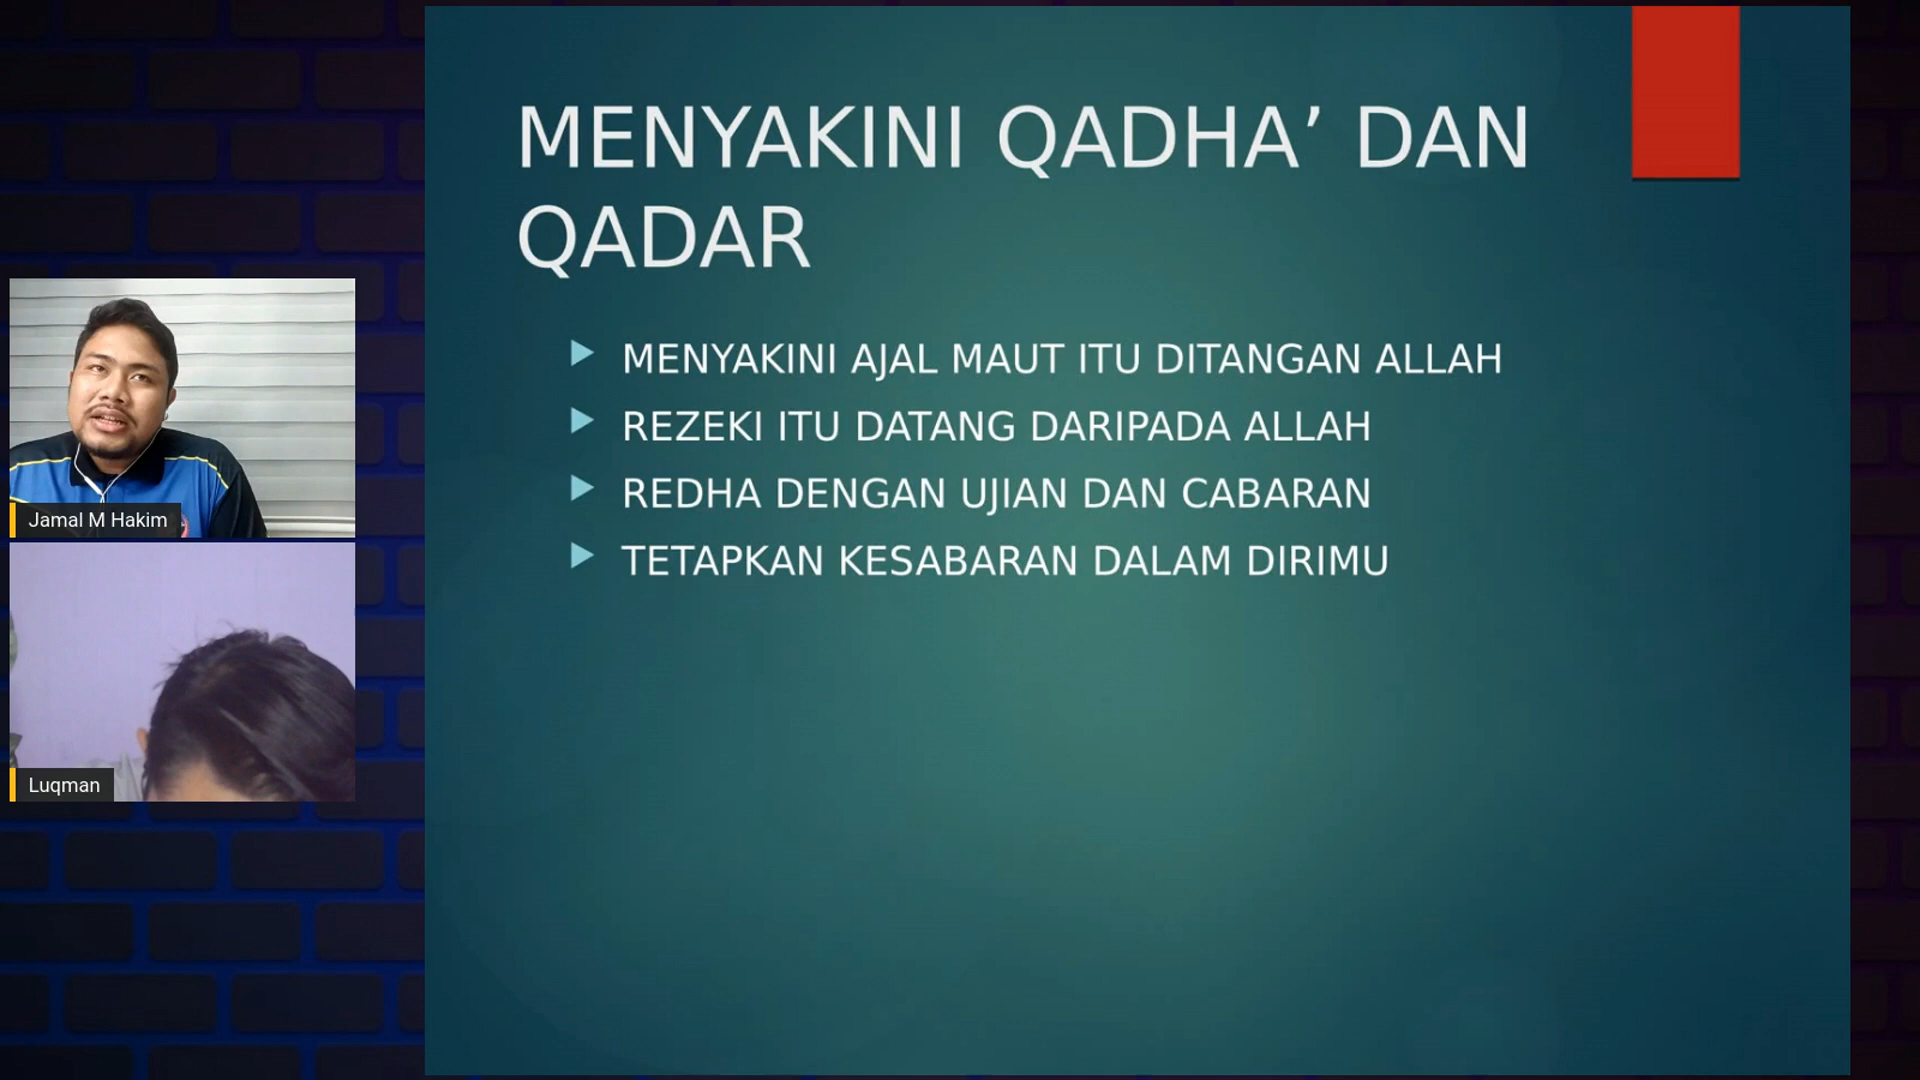 MENYAKINI QADHA’ DAN
QADAR
MENYAKINI AJAL MAUT ITU DITANGAN ALLAH
REZEKI ITU DATANG DARIPADA ALLAH
REDHA DENGAN UJIAN DAN CABARAN
TETAPKAN KESABARAN DALAM DIRIMU
Jamal M Hakim
Luqman